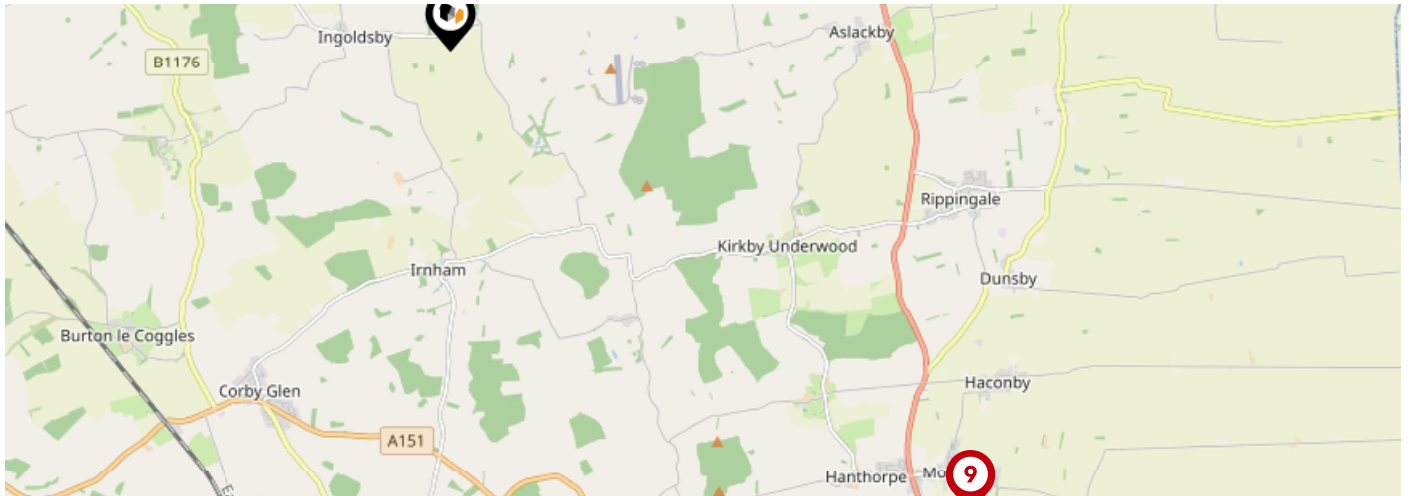 Ingoldsby
Aslackby
B1176
Rippingale
Kirkby Underwood
Irnham
Dunsby
Burton le Coggles
Corby Glen
Haconby
A151
Hanthorpe
9